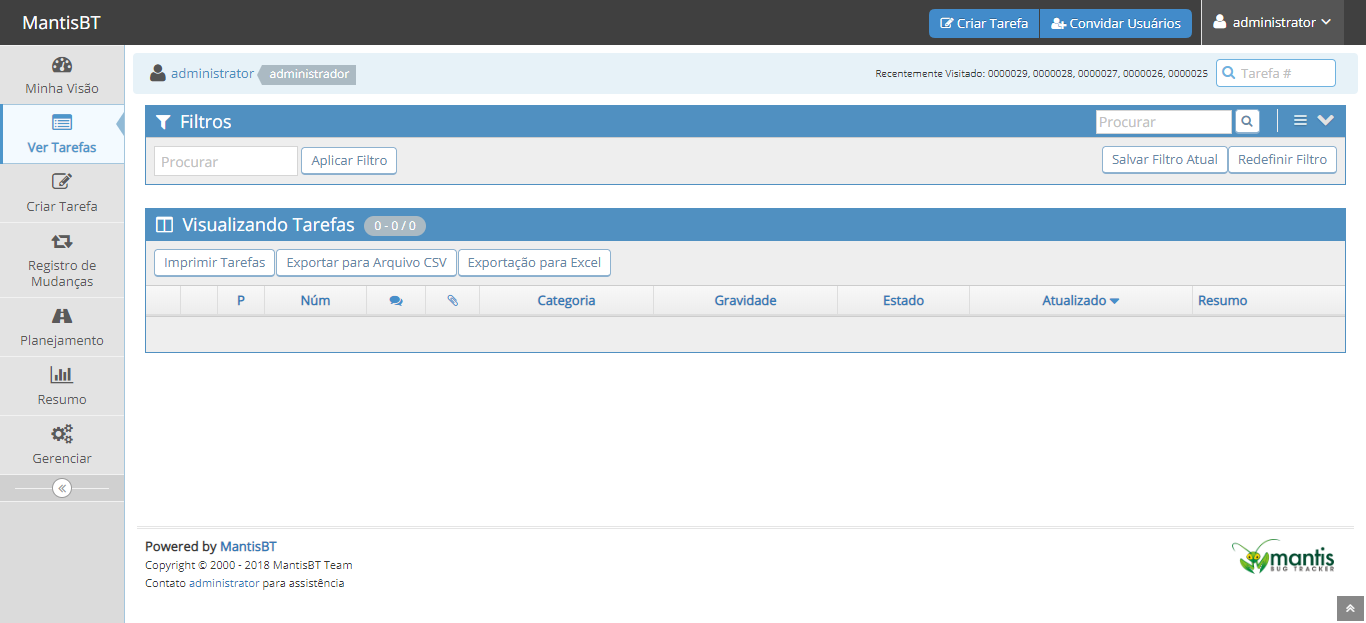 MantisBT
Criar Tarefa
Convidar Usuários
administrator
Minha Visão
Ver Tarefas
Criar Tarefa
Registro de
Mudanças
Planejamento
Resumo
Gerenciar
administrator administrador
Recentemente Visitado: 0000029, 0000028, 0000027, 0000026, 0000025
Tarefa #
Filtros
Procurar
Procurar
Aplicar Filtro
Salvar Filtro Atual
Redefinir Filtro
Visualizando Tarefas 0 - 0 / 0
Imprimir Tarefas
Exportar para Arquivo CSV
Exportação para Excel
P Núm Categoria Gravidade Estado Atualizado Resumo
Powered by MantisBT
Copyright © 2000 - 2018 MantisBT Team
Contato administrator para assistência
mantis
BUG TRACKER